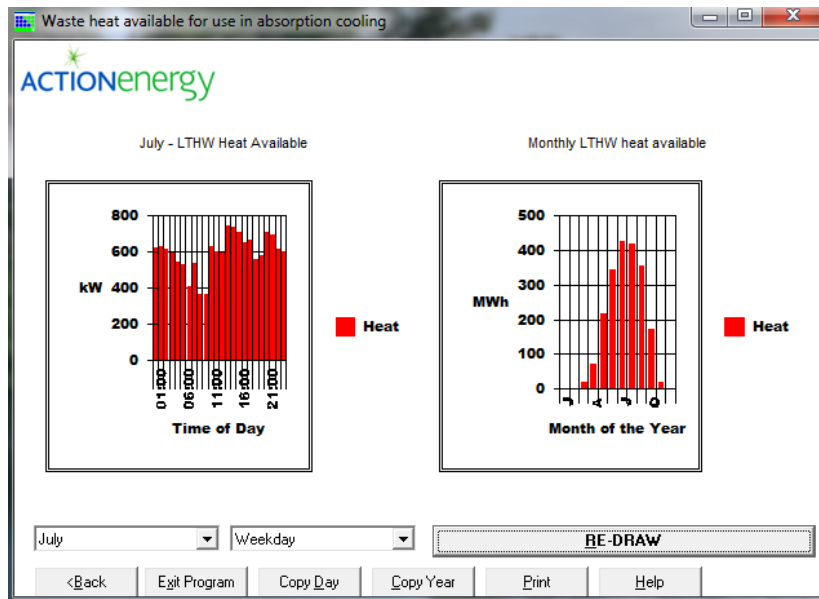 Waste heat available for use in absorption cooling
ACTIONenergy
July - LTHW Heat Available
Monthly LTHW heat available
800
600
kW 400
200
0
Heat
01:00 06:00 11:00 16:00 21:00
Time of Day
500
400
300
MWh
200
100
0
Heat
J A J O
Month of the Year
July
Weekday
RE-DRAW
<Back
Exit Program
Copy Day
Copy Year
Print
Help